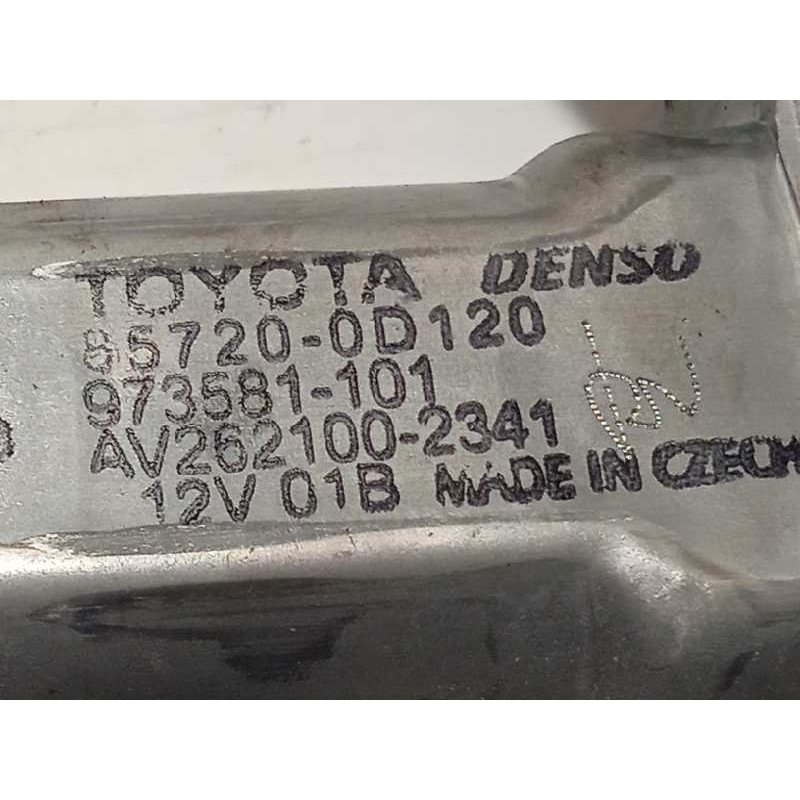 TOYOTA DENSO
85720-0D120
973581-101
AV262100-2341
12V 01B MADE IN CZECH